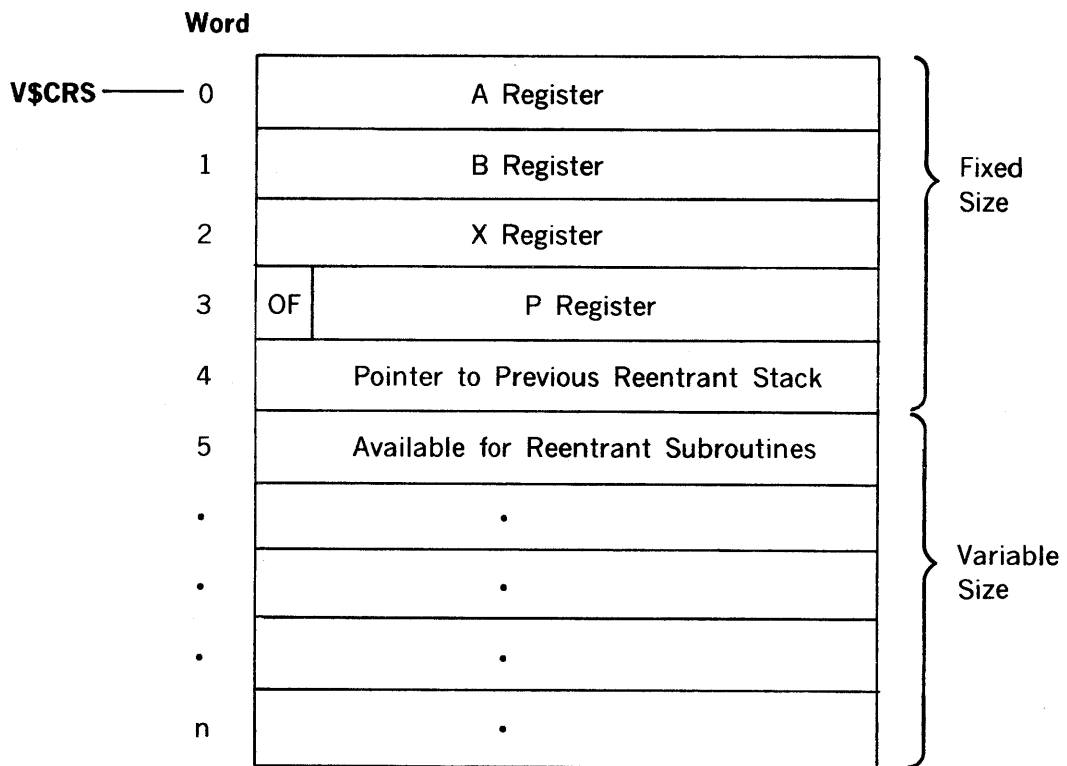 Word
V$CRS 0 A Register
1 B Register
2 X Register
3 OF P Register
4 Pointer to Previous Reentrant Stack
5 Available for Reentrant Subroutines
. .
. .
. .
n .
Fixed
Size
Variable
Size